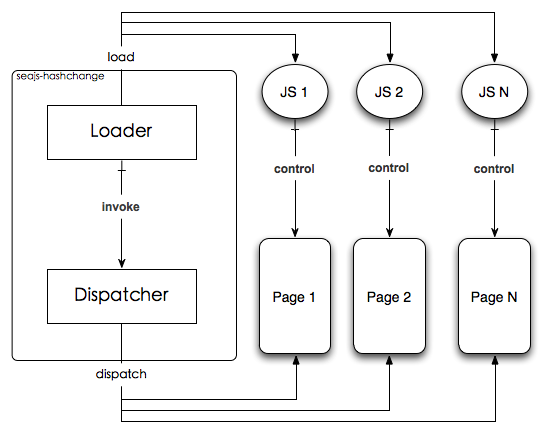 load
seajs-hashchange
Loader
JS 1
JS 2
JS N
invoke
control
control
control
Dispatcher
Page 1
Page 2
Page N
dispatch